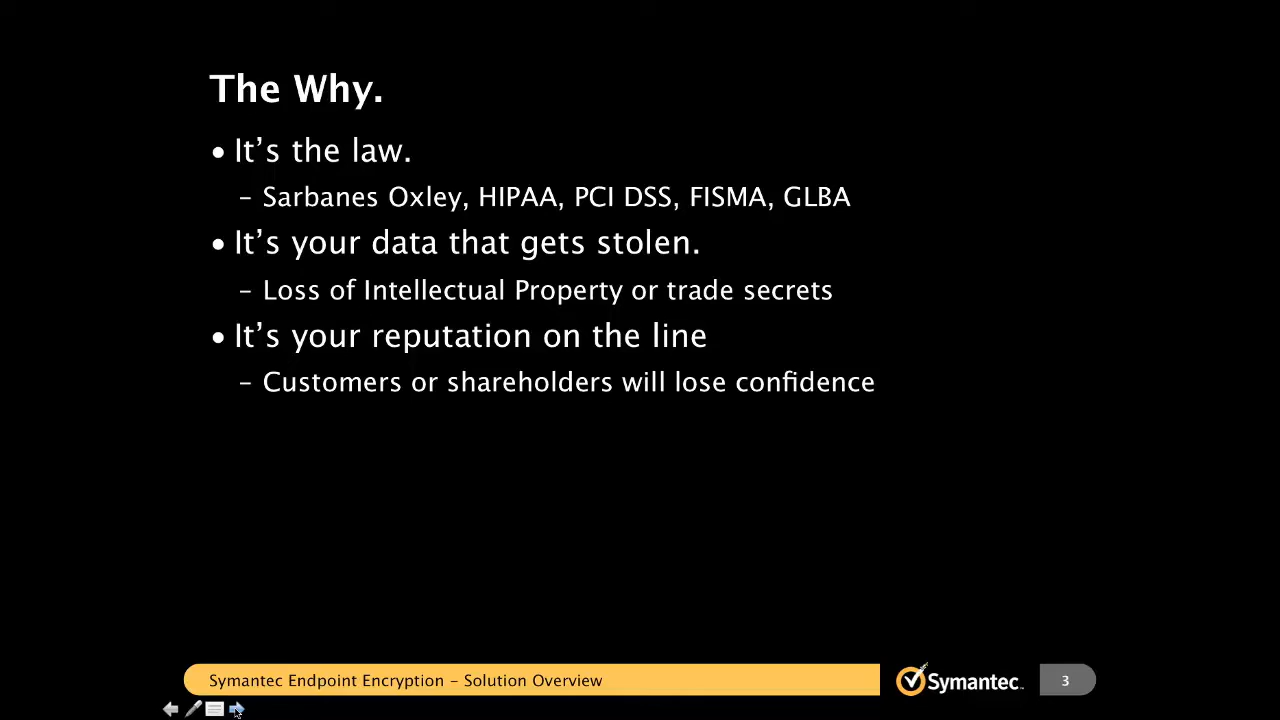 The Why.
• It’s the law.
– Sarbanes Oxley, HIPAA, PCI DSS, FISMA, GLBA
• It’s your data that gets stolen.
– Loss of Intellectual Property or trade secrets
• It’s your reputation on the line
– Customers or shareholders will lose confidence
Symantec Endpoint Encryption – Solution Overview
Symantec™
3